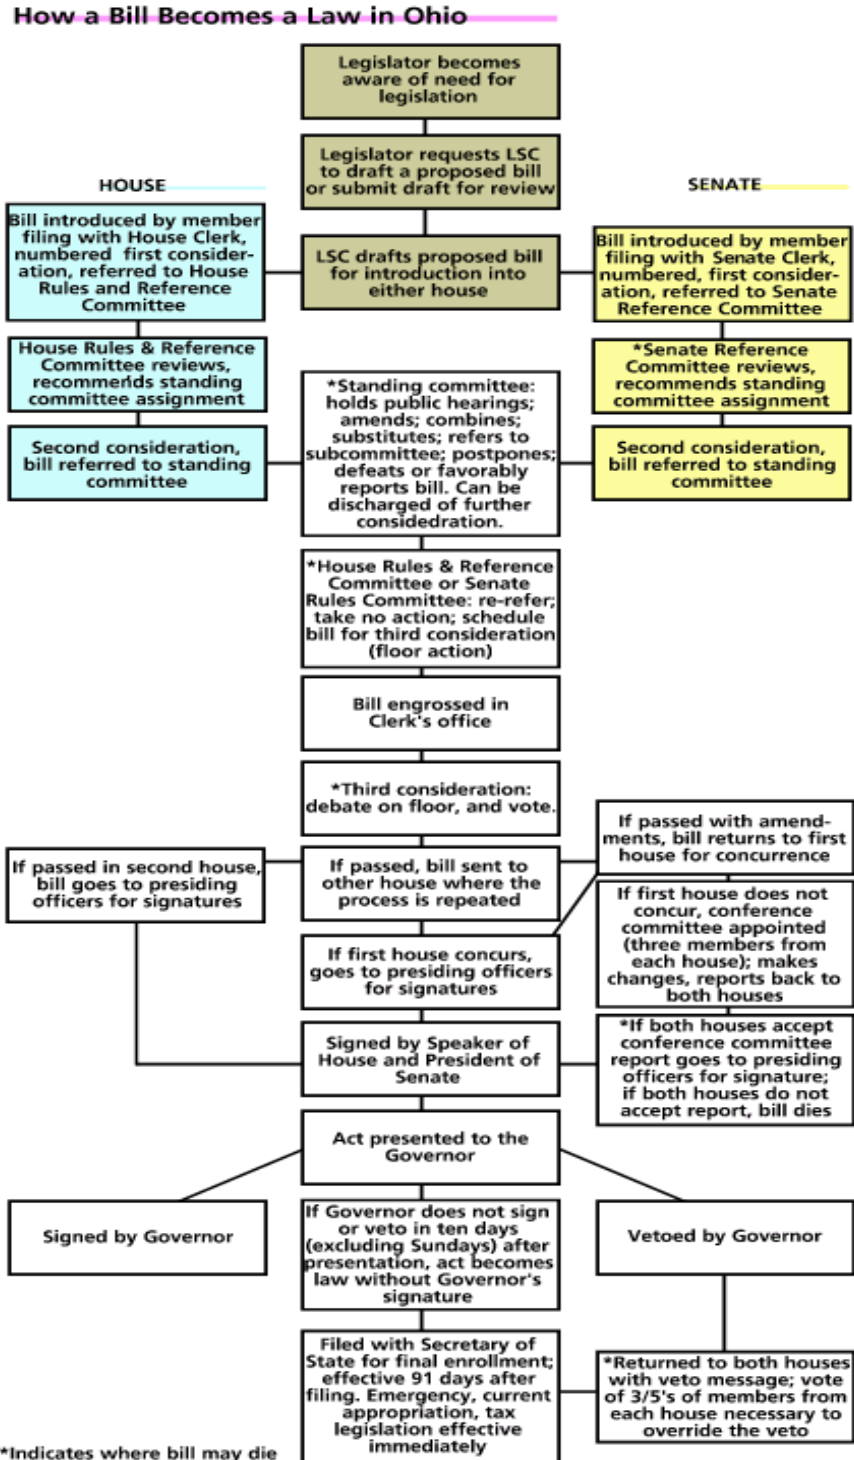 How a Bill Becomes a Law in Ohio
Legislator becomes
aware of need for
legislation
Legislator requests LSC
to draft a proposed bill
or submit draft for review
HOUSE
SENATE
Bill introduced by member
filing with House Clerk,
numbered first consider-
ation, referred to House
Rules and Reference
Committee
LSC drafts proposed bill
for introduction into
either house
Bill introduced by member
filing with Senate Clerk,
numbered, first consider-
ation, referred to Senate
Reference Committee
House Rules & Reference
Committee reviews,
recommends standing
committee assignment
*Senate Reference
Committee reviews,
recommends standing
committee assignment
Second consideration,
bill referred to standing
committee
*Standing committee:
holds public hearings;
amends; combines;
substitutes; refers to
subcommittee; postpones;
defeats or favorably
reports bill. Can be
discharged of further
considedration.
Second consideration,
bill referred to standing
committee
*House Rules & Reference
Committee or Senate
Rules Committee: re-refer;
take no action; schedule
bill for third consideration
(floor action)
Bill engrossed in
Clerk's office
*Third consideration:
debate on floor, and vote.
If passed in second house,
bill goes to presiding
officers for signatures
If passed, bill sent to
other house where the
process is repeated
If passed with amend-
ments, bill returns to first
house for concurrence
If first house concurs,
goes to presiding officers
for signatures
If first house does not
concur, conference
committee appointed
(three members from
each house); makes
changes, reports back to
both houses
Signed by Speaker of
House and President of
Senate
*If both houses accept
conference committee
report goes to presiding
officers for signature;
if both houses do not
accept report, bill dies
Act presented to the
Governor
Signed by Governor
If Governor does not sign
or veto in ten days
(excluding Sundays) after
presentation, act becomes
law without Governor's
signature
Vetoed by Governor
Filed with Secretary of
State for final enrollment;
effective 91 days after
filing. Emergency, current
appropriation, tax
legislation effective
immediately
*Returned to both houses
with veto message; vote
of 3/5's of members from
each house necessary to
override the veto
*Indicates where bill may die